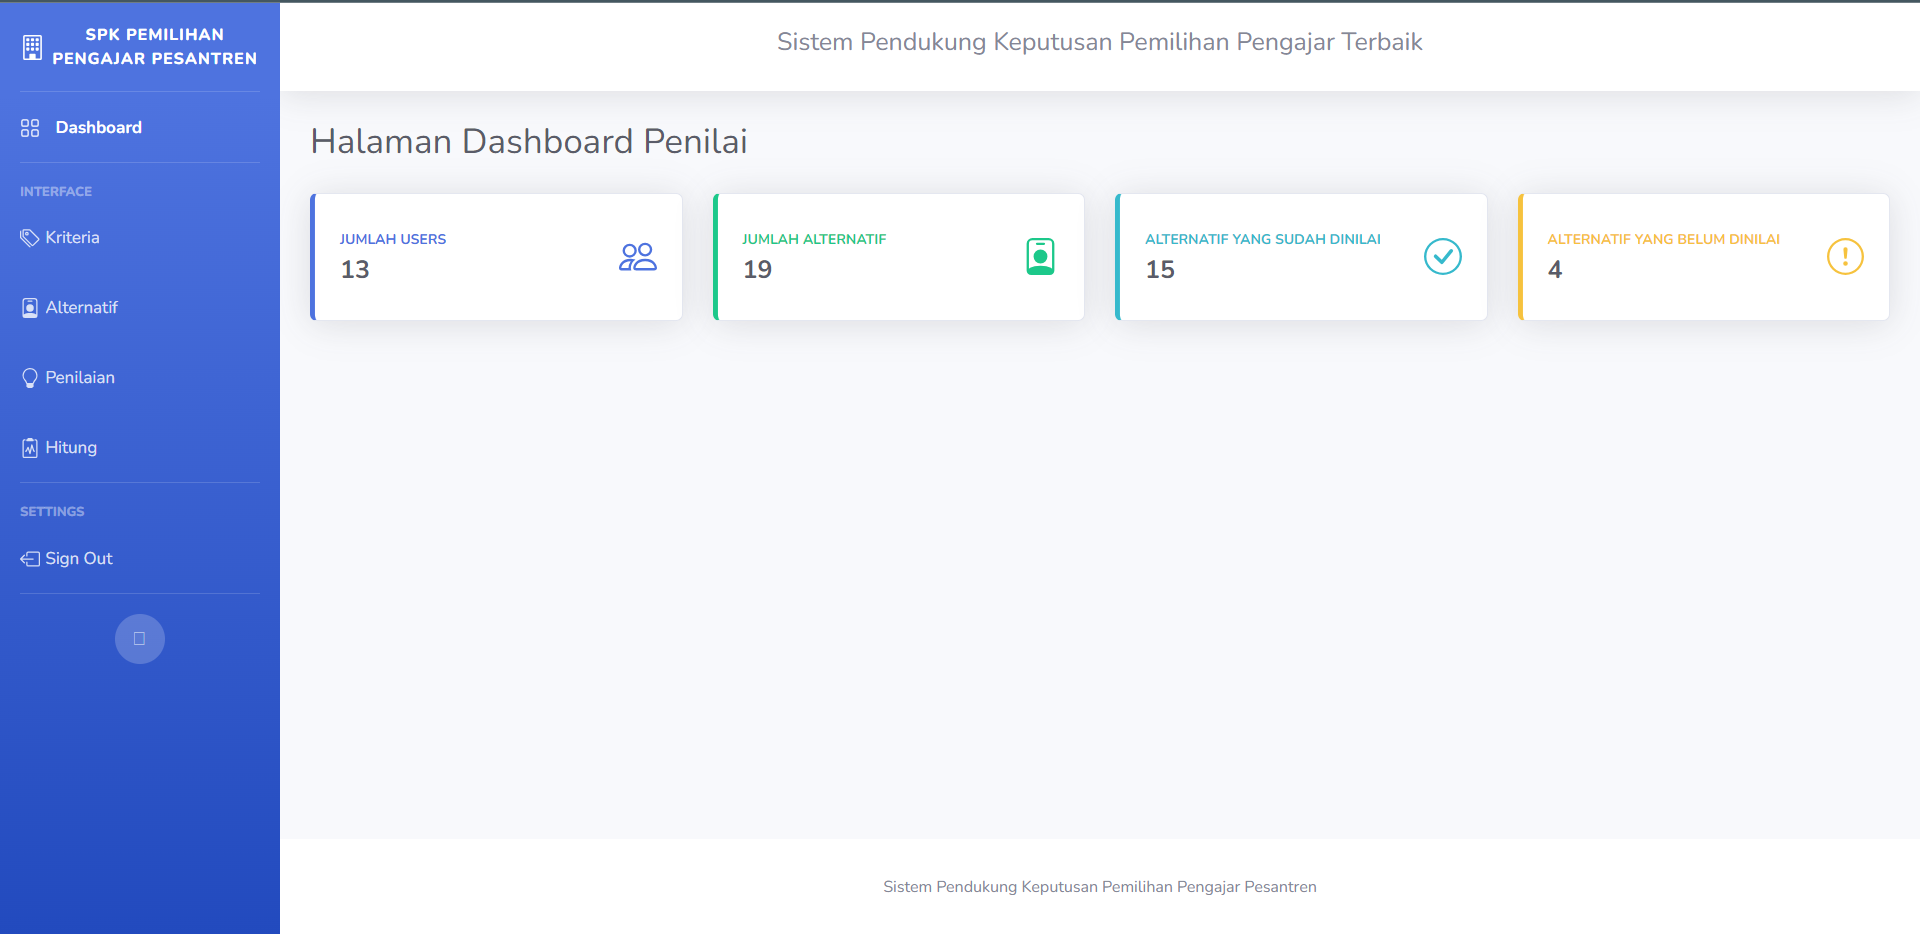 SPK PEMILIHAN
PENGAJAR PESANTREN
Dashboard
INTERFACE
Kriteria
Alternatif
Penilaian
Hitung
SETTINGS
Sign Out
Sistem Pendukung Keputusan Pemilihan Pengajar Terbaik
Halaman Dashboard Penilai
JUMLAH USERS
13
JUMLAH ALTERNATIF
19
ALTERNATIF YANG SUDAH DINILAI
15
ALTERNATIF YANG BELUM DINILAI
4
Sistem Pendukung Keputusan Pemilihan Pengajar Pesantren